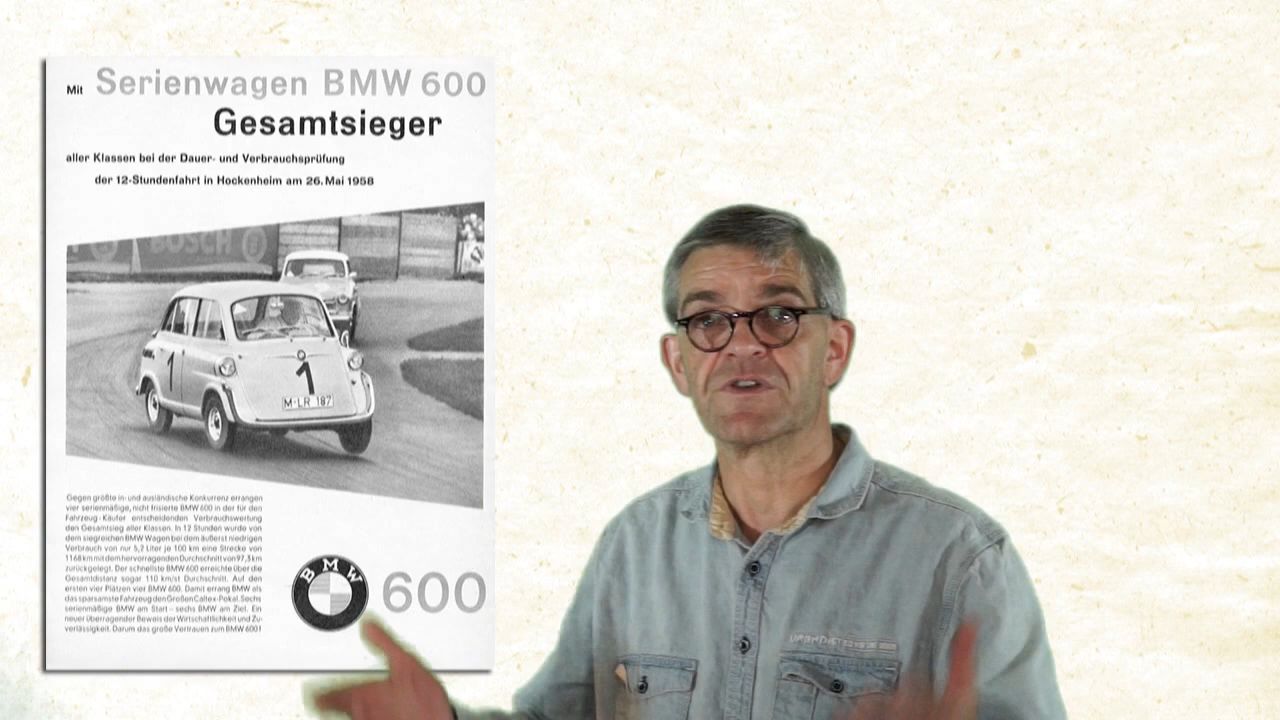 Mit Serienwagen BMW 600
Gesamtsieger
aller Klassen bei der Dauer- und Verbrauchsprüfung
der 12-Stundenfahrt in Hockenheim am 26. Mai 1958
BOSCH
1
1
M-LR 187
Gegen größte in- und ausländische Konkurrenz errangen
vier serienmäßige, nicht frisierte BMW 600 in der für den
Fahrzeug-Käufer entscheidenden Verbrauchswertung
den Gesamtsieg aller Klassen. In 12 Stunden wurde von
dem siegreichen BMW Wagen bei dem äußerst niedrigen
Verbrauch von nur 5,2 Liter je 100 km eine Strecke von
1168 km mit dem hervorragenden Durchschnitt von 97,3 km
zurückgelegt. Der schnellste BMW 600 erreichte über die
Gesamtdistanz sogar 110 km/st Durchschnitt. Auf den
ersten vier Plätzen vier BMW 600. Damit errang BMW als
das sparsamste Fahrzeug den Großen Caltex-Pokal. Sechs
serienmäßige BMW am Start – sechs BMW am Ziel. Ein
neuer überragender Beweis der Wirtschaftlichkeit und Zu-
verlässigkeit. Darum das große Vertrauen zum BMW 600!
BMW
600